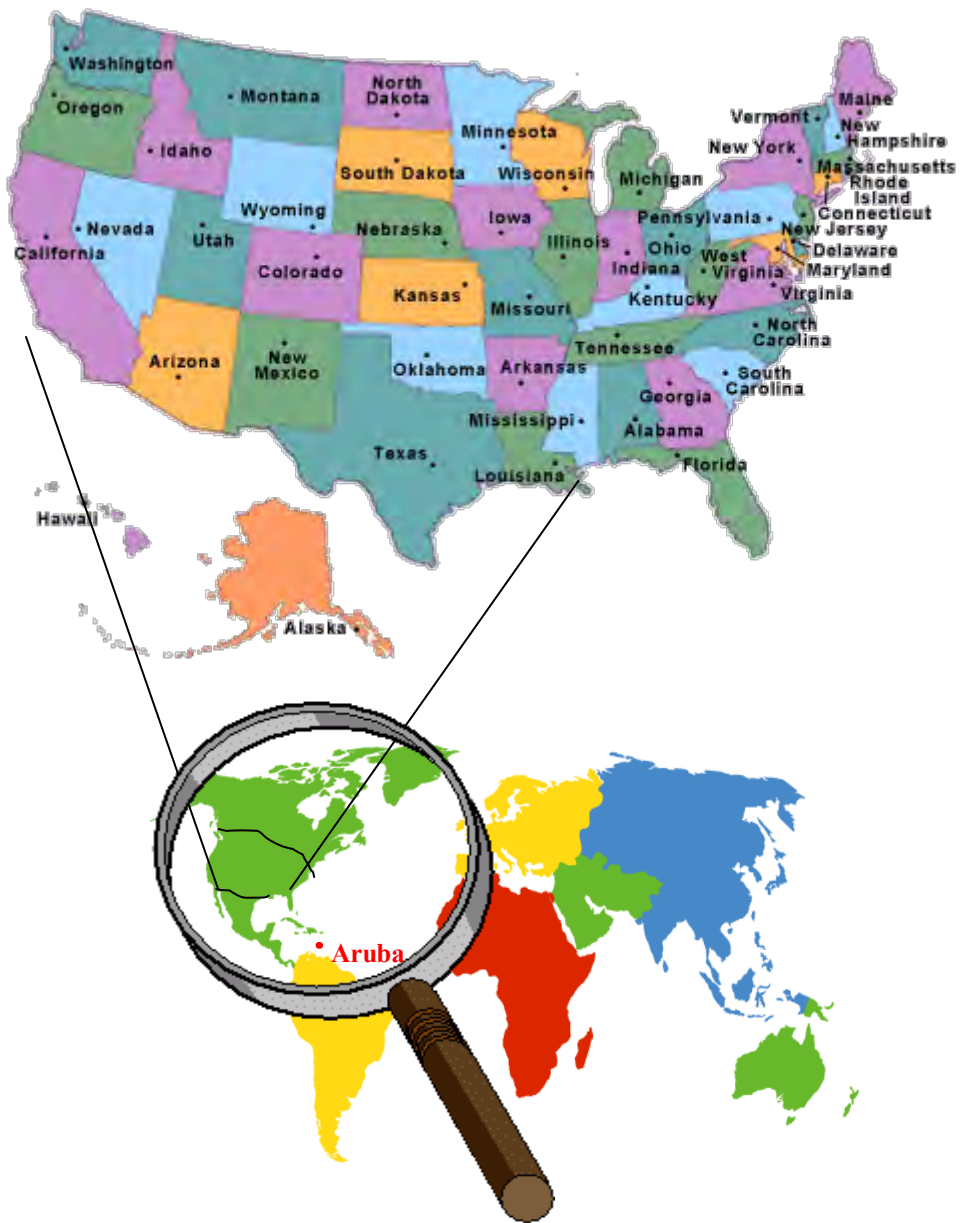 Washington
Oregon
Idaho
Montana
North
Dakota
Minnesota
South Dakota
Wisconsin
Michigan
Vermont
Maine
New
Hampshire
New York
Massachusetts
Rhode
Island
Connecticut
New Jersey
Pennsylvania
Delaware
Maryland
Wyoming
Nebraska
Iowa
Illinois
Indiana
Ohio
West
Virginia
Virginia
Nevada
California
Utah
Colorado
Kansas
Missouri
Kentucky
Tennessee
North
Carolina
South
Carolina
Arizona
New
Mexico
Oklahoma
Arkansas
Georgia
Mississippi
Alabama
Texas
Louisiana
Florida
Hawaii
Alaska
Aruba